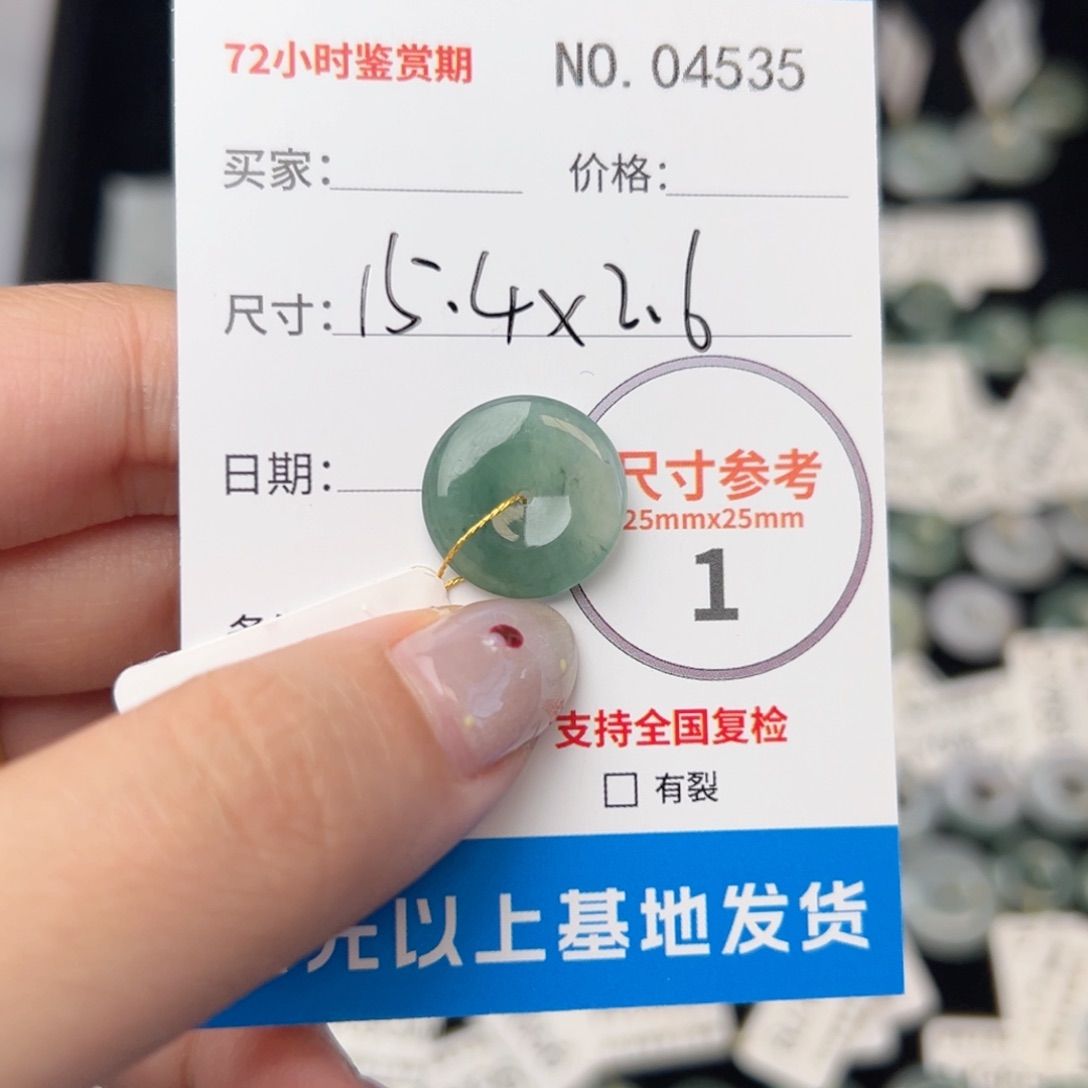 72小时鉴赏期 NO. 04535
买家： 价格：
尺寸：15.4x2.6
日期：
尺寸参考
25mmx25mm
1
支持全国复检
□ 有裂
元以上基地发货